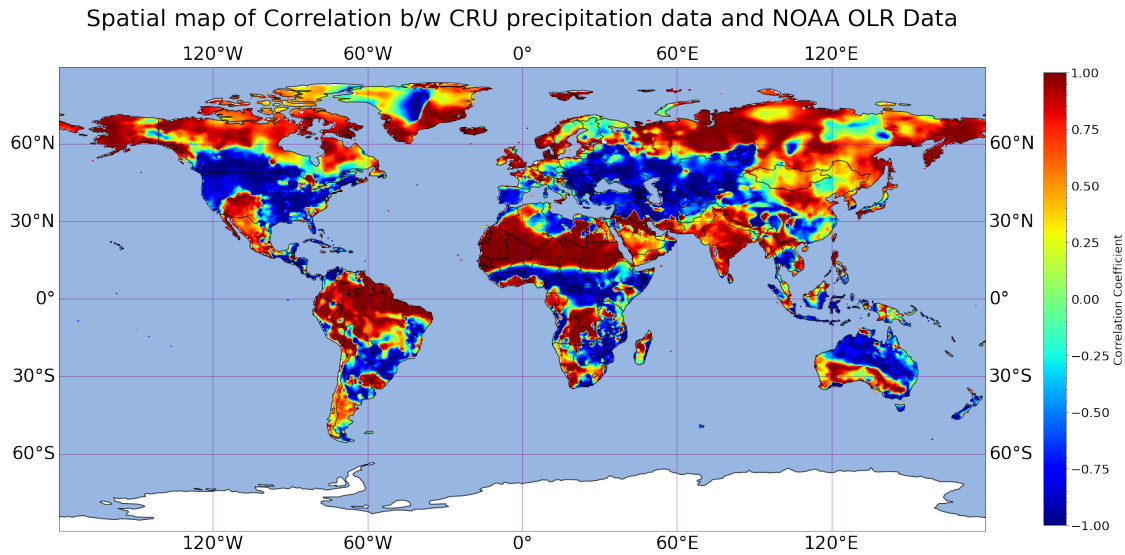 Spatial map of Correlation b/w CRU precipitation data and NOAA OLR Data
120°W 60°W 0° 60°E 120°E
60°N 60°N
30°N 30°N
0° 0°
30°S 30°S
60°S 60°S
120°W 60°W 0° 60°E 120°E
1.00
0.75
0.50
0.25
0.00
−0.25
−0.50
−0.75
−1.00
Correlation Coefficient